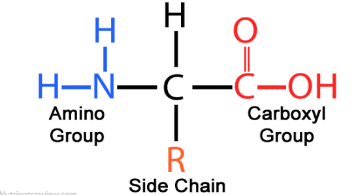 H
H
O
H N C C OH
Amino
Group
Carboxyl
Group
R
Side Chain